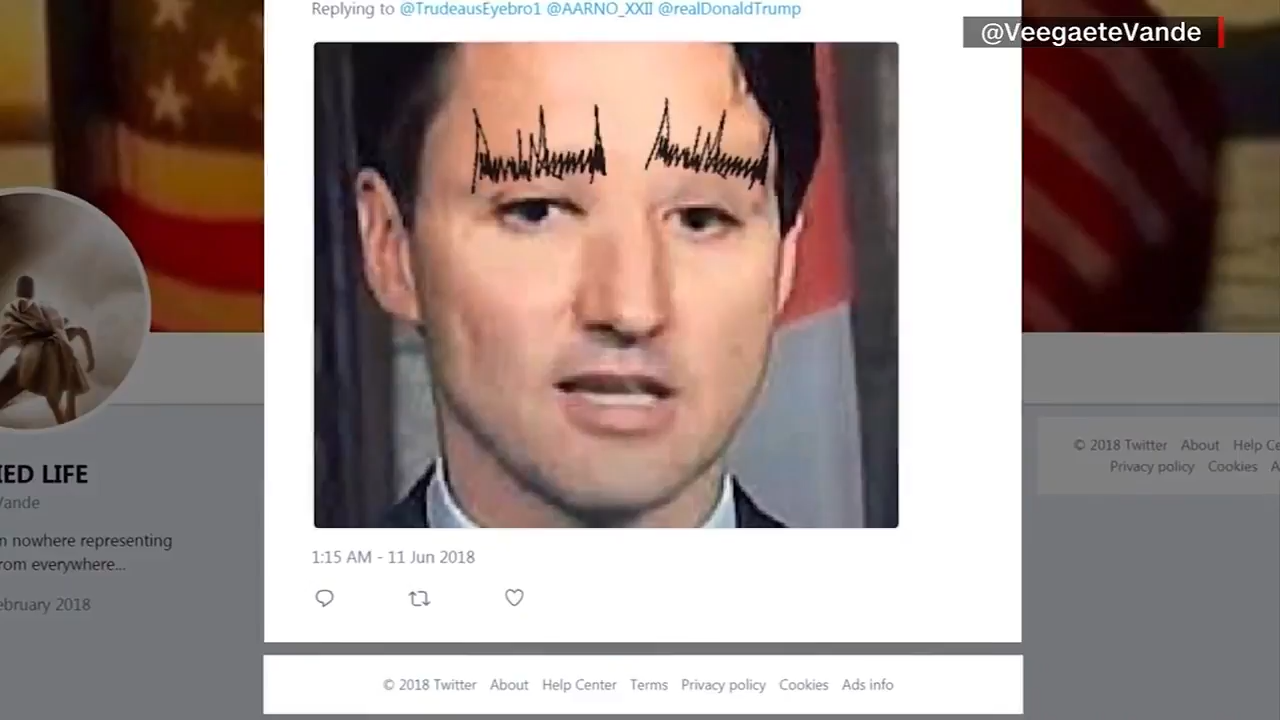 Replying to @TrudeausEyebro1 @AARNO_XXII @realDonaldTrump
@VeegaeteVande
1:15 AM - 11 Jun 2018
IED LIFE
Vande
n nowhere representing
rom everywhere...
ebruary 2018
© 2018 Twitter About Help Ce
Privacy policy Cookies A
© 2018 Twitter About Help Center Terms Privacy policy Cookies Ads info